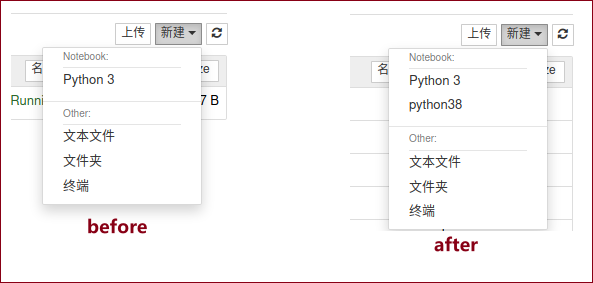 上传 新建
Notebook:
名 ze
Python 3
Runni 7 B
Other:
文本文件
文件夹
终端
before
上传 新建
Notebook:
名 ze
Python 3
python38
Other:
文本文件
文件夹
终端
after